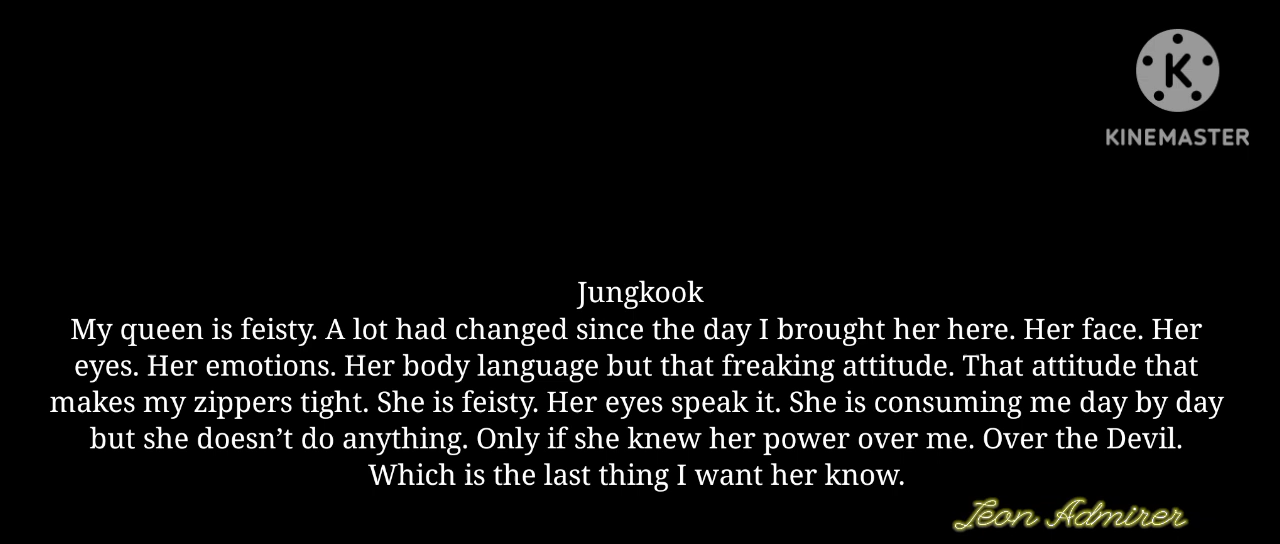 K
KINEMASTER
Jungkook
My queen is feisty. A lot had changed since the day I brought her here. Her face. Her
eyes. Her emotions. Her body language but that freaking attitude. That attitude that
makes my zippers tight. She is feisty. Her eyes speak it. She is consuming me day by day
but she doesn’t do anything. Only if she knew her power over me. Over the Devil.
Which is the last thing I want her know.
Leon Admirer